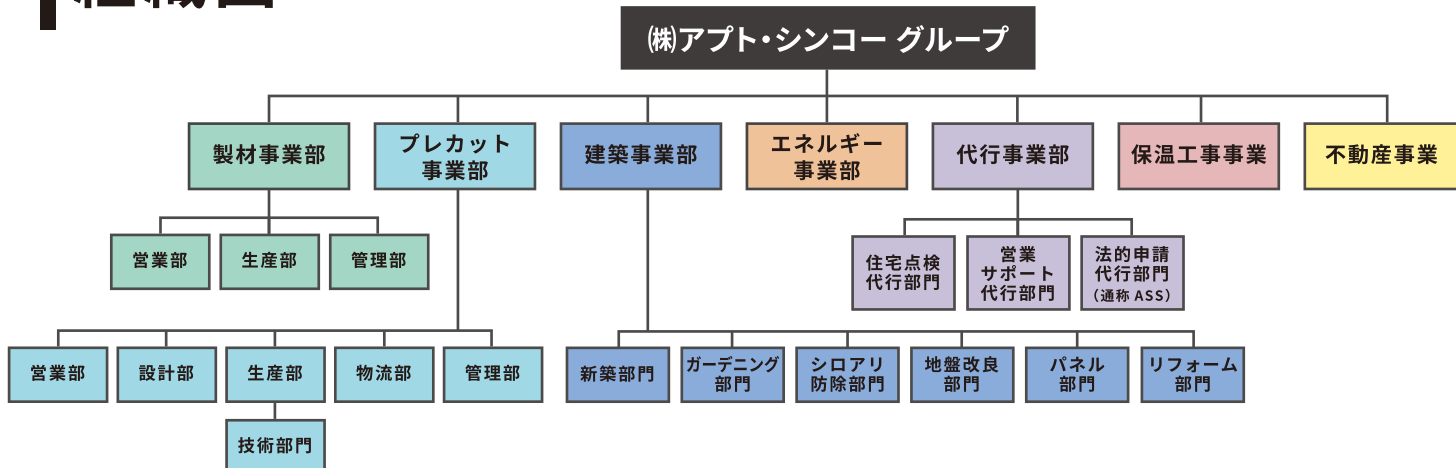 組織図
㈱アプト・シンコー グループ
製材事業部
プレカット
事業部
建築事業部
エネルギー
事業部
代行事業部
保温工事事業
不動産事業
営業部
生産部
管理部
住宅点検
代行部門
営業
サポート
代行部門
法的申請
代行部門
（通称 ASS）
営業部
設計部
生産部
物流部
管理部
新築部門
ガーデニング
部門
シロアリ
防除部門
地盤改良
部門
パネル
部門
リフォーム
部門
技術部門